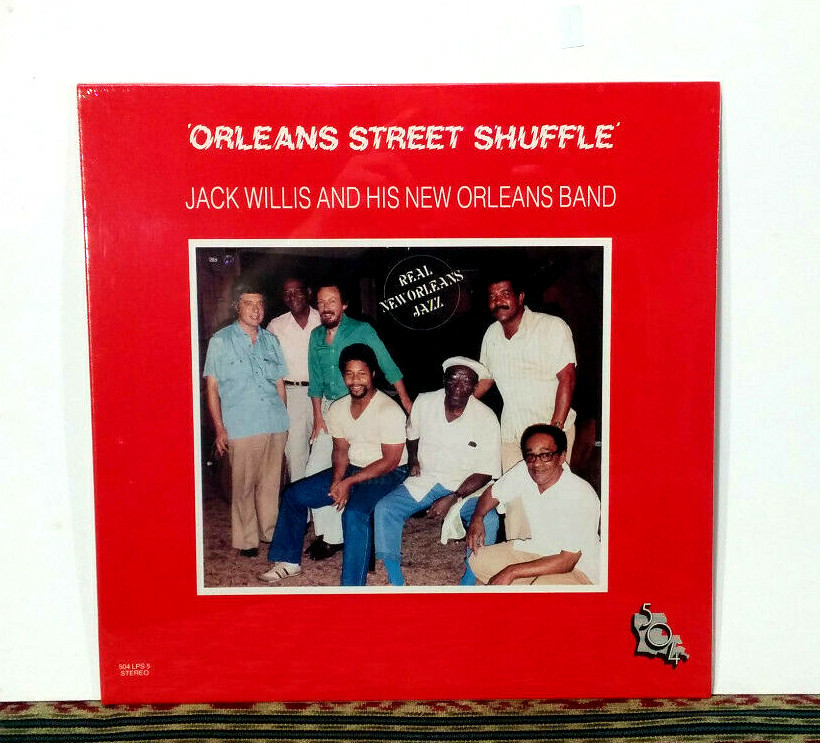 'ORLEANS STREET SHUFFLE'
JACK WILLIS AND HIS NEW ORLEANS BAND
REAL
NEW ORLEANS
JAZZ
504
504 LPS 5
STEREO